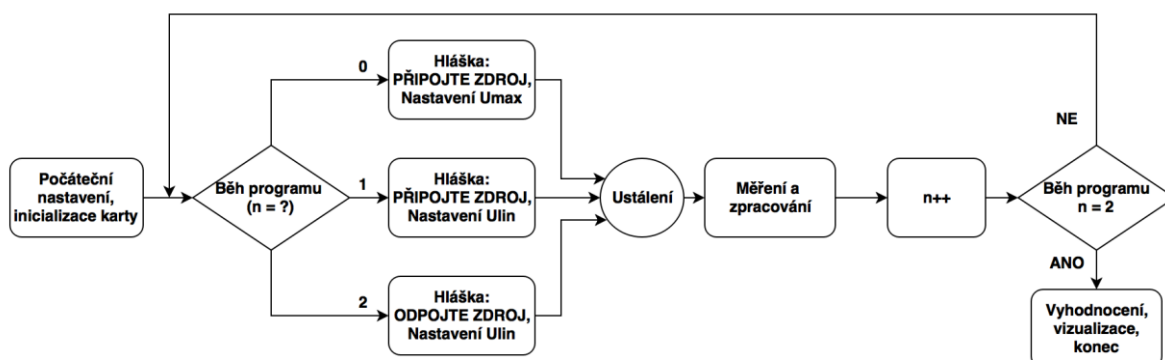 Počáteční
nastavení,
inicializace karty
Běh programu
(n = ?)
0
Hláška:
PŘIPOJTE ZDROJ,
Nastavení Umax
1
Hláška:
PŘIPOJTE ZDROJ,
Nastavení Ulin
2
Hláška:
ODPOJTE ZDROJ,
Nastavení Ulin
Ustálení
Měření a
zpracování
n++
Běh programu
n = 2
NE
ANO
Vyhodnocení,
vizualizace,
konec